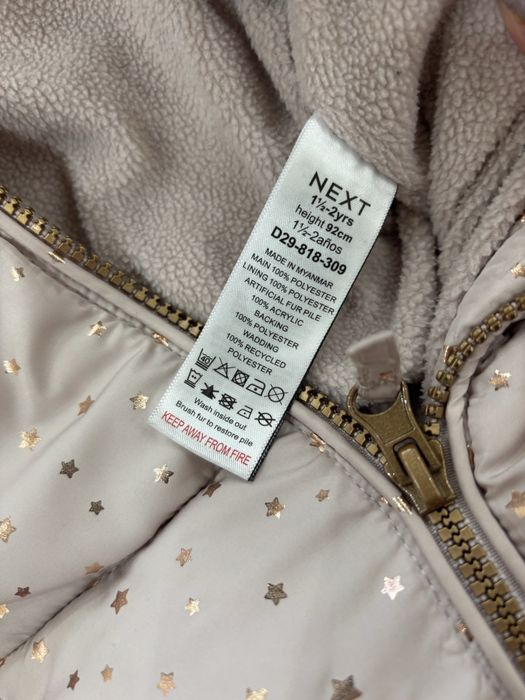 NEXT
1½-2yrs
height 92cm
1½-2años
D29-818-309
MADE IN MYANMAR
MAIN 100% POLYESTER
LINING 100% POLYESTER
ARTIFICIAL FUR PILE
100% ACRYLIC
BACKING
100% POLYESTER
WADDING
100% RECYCLED
POLYESTER
40
Wash inside out
Brush fur to restore pile
KEEP AWAY FROM FIRE